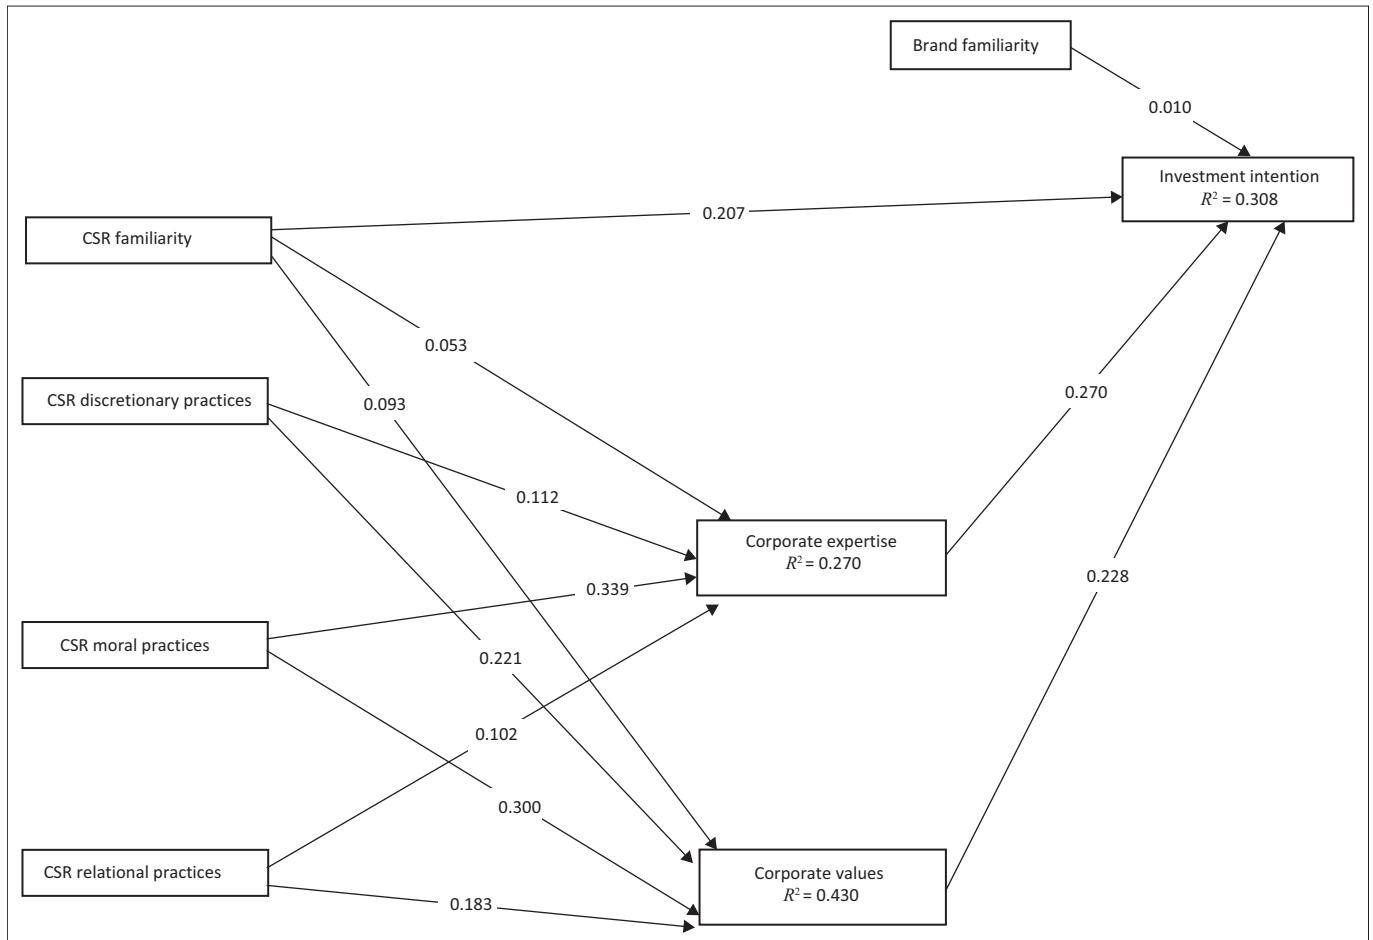 Brand familiarity
0.010
Investment intention
R² = 0.308
0.207
CSR familiarity
0.053
0.093
CSR discretionary practices
0.270
0.112
Corporate expertise
R² = 0.270
0.339
0.228
CSR moral practices
0.221
0.102
0.300
CSR relational practices
Corporate values
R² = 0.430
0.183